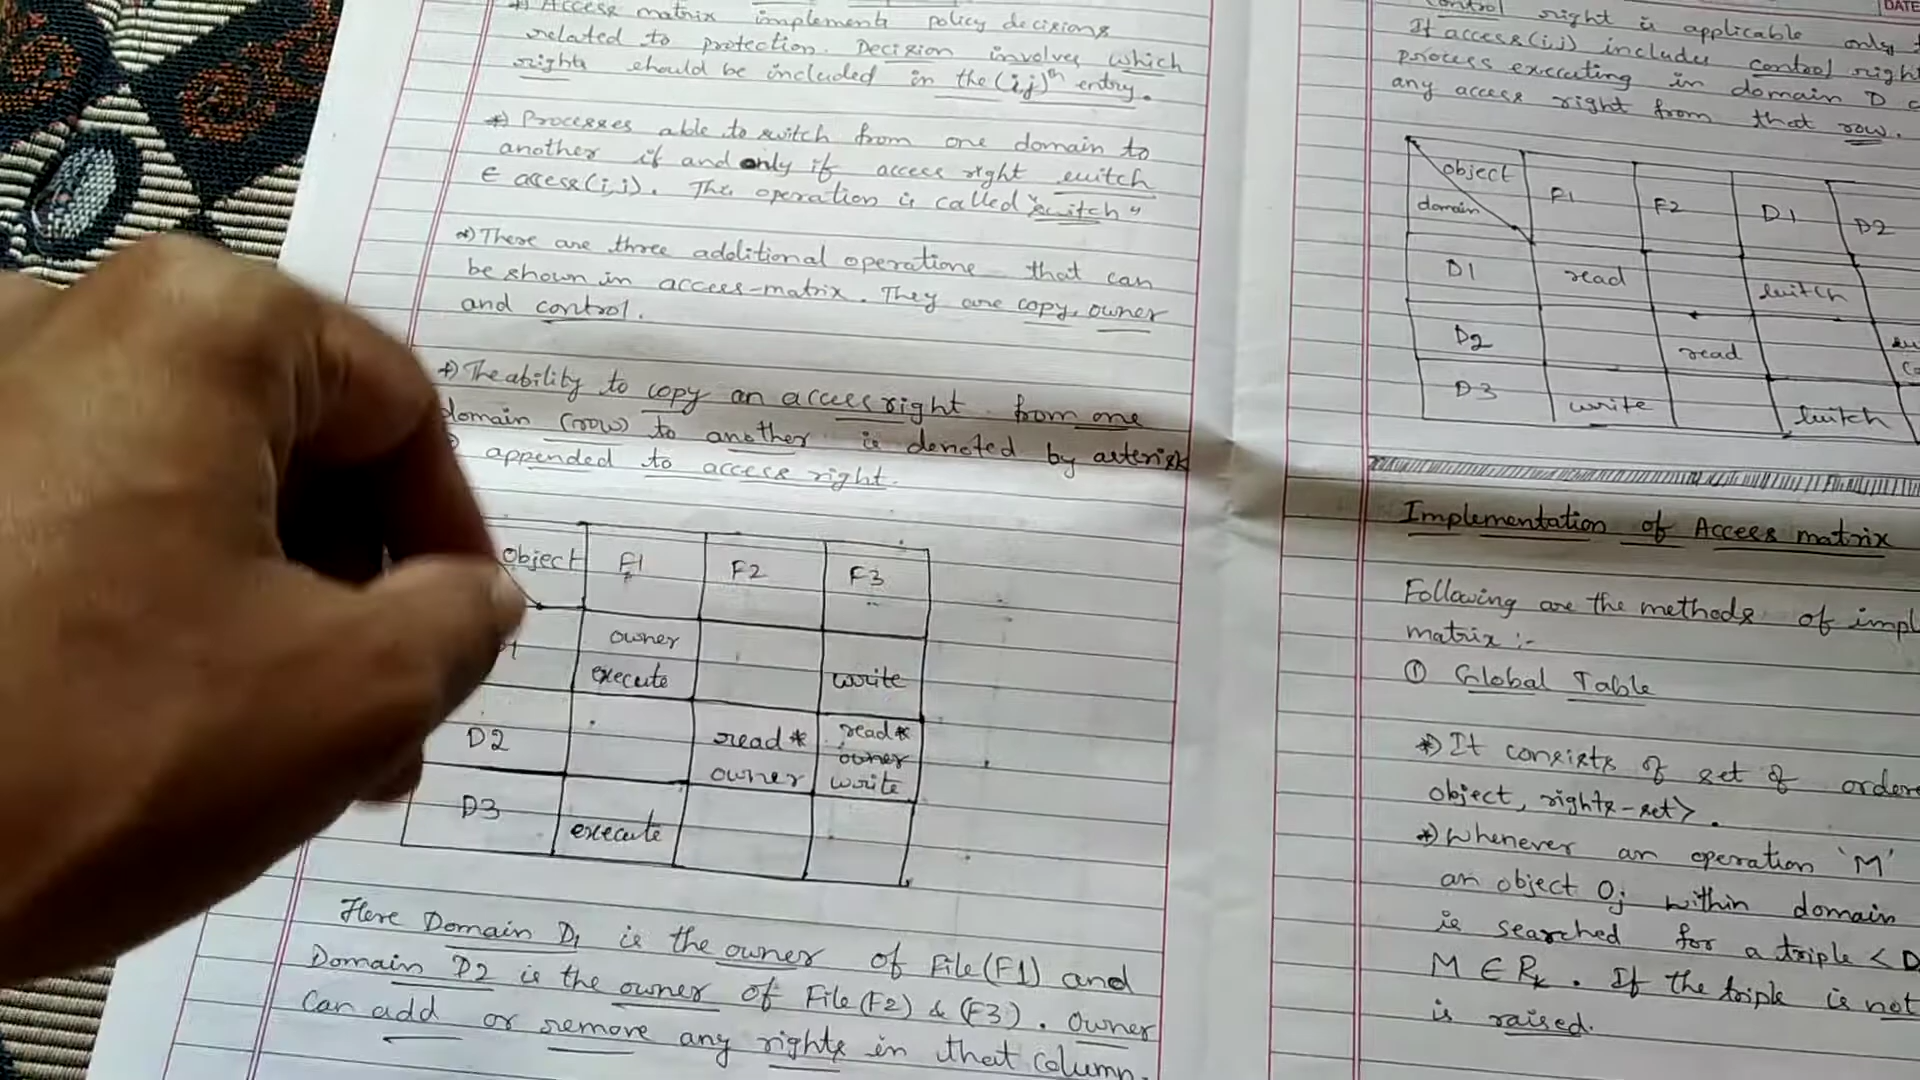 *) Access matrix implements policy decisions
related to protection. Decision involves which
rights should be included in the (i,j)th entry.
*) Processes able to switch from one domain to
another if and only if access right switch
∈ access(i,j). This operation is called "switch"
*) There are three additional operations that can
be shown in access-matrix. They are copy, owner
and control.
*) The ability to copy an access right from one
domain (row) to another is denoted by asterisk
appended to access right.
object F1 F2 F3
owner
execute write
D2 read* owner read* owner write
D3 execute
Here Domain D1 is the owner of File(F1) and
Domain D2 is the owner of File(F2) & (F3). Owner
can add or remove any rights in that column.
DATE
control right is applicable only
If access(i,j) includes control right
process executing in domain D
any access right from that row.
object domain F1 F2 D1 D2
D1 read switch
D2 read
D3 write switch
Implementation of Access matrix
Following are the methods of
matrix :-
① Global Table
*) It consists of set of
object, rights-set>.
*) Whenever an operation 'M'
an object Oj within domain
is searched for a triple <D
M ∈ Rk. If the triple is not
is raised.